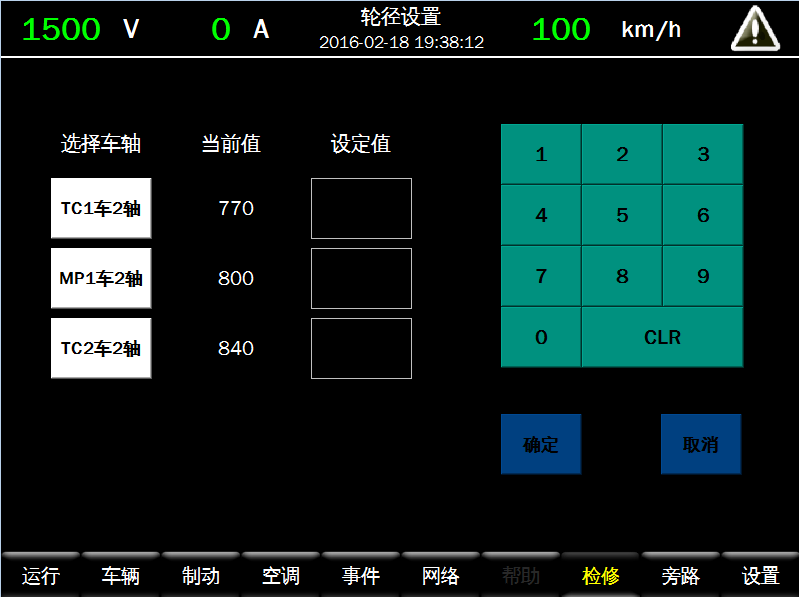 1500 V 0 A 轮径设置 100 km/h
2016-02-18 19:38:12
选择车轴 当前值 设定值
TC1车2轴 770
MP1车2轴 800
TC2车2轴 840
1 2 3
4 5 6
7 8 9
0 CLR
确定 取消
运行 车辆 制动 空调 事件 网络 帮助 检修 旁路 设置